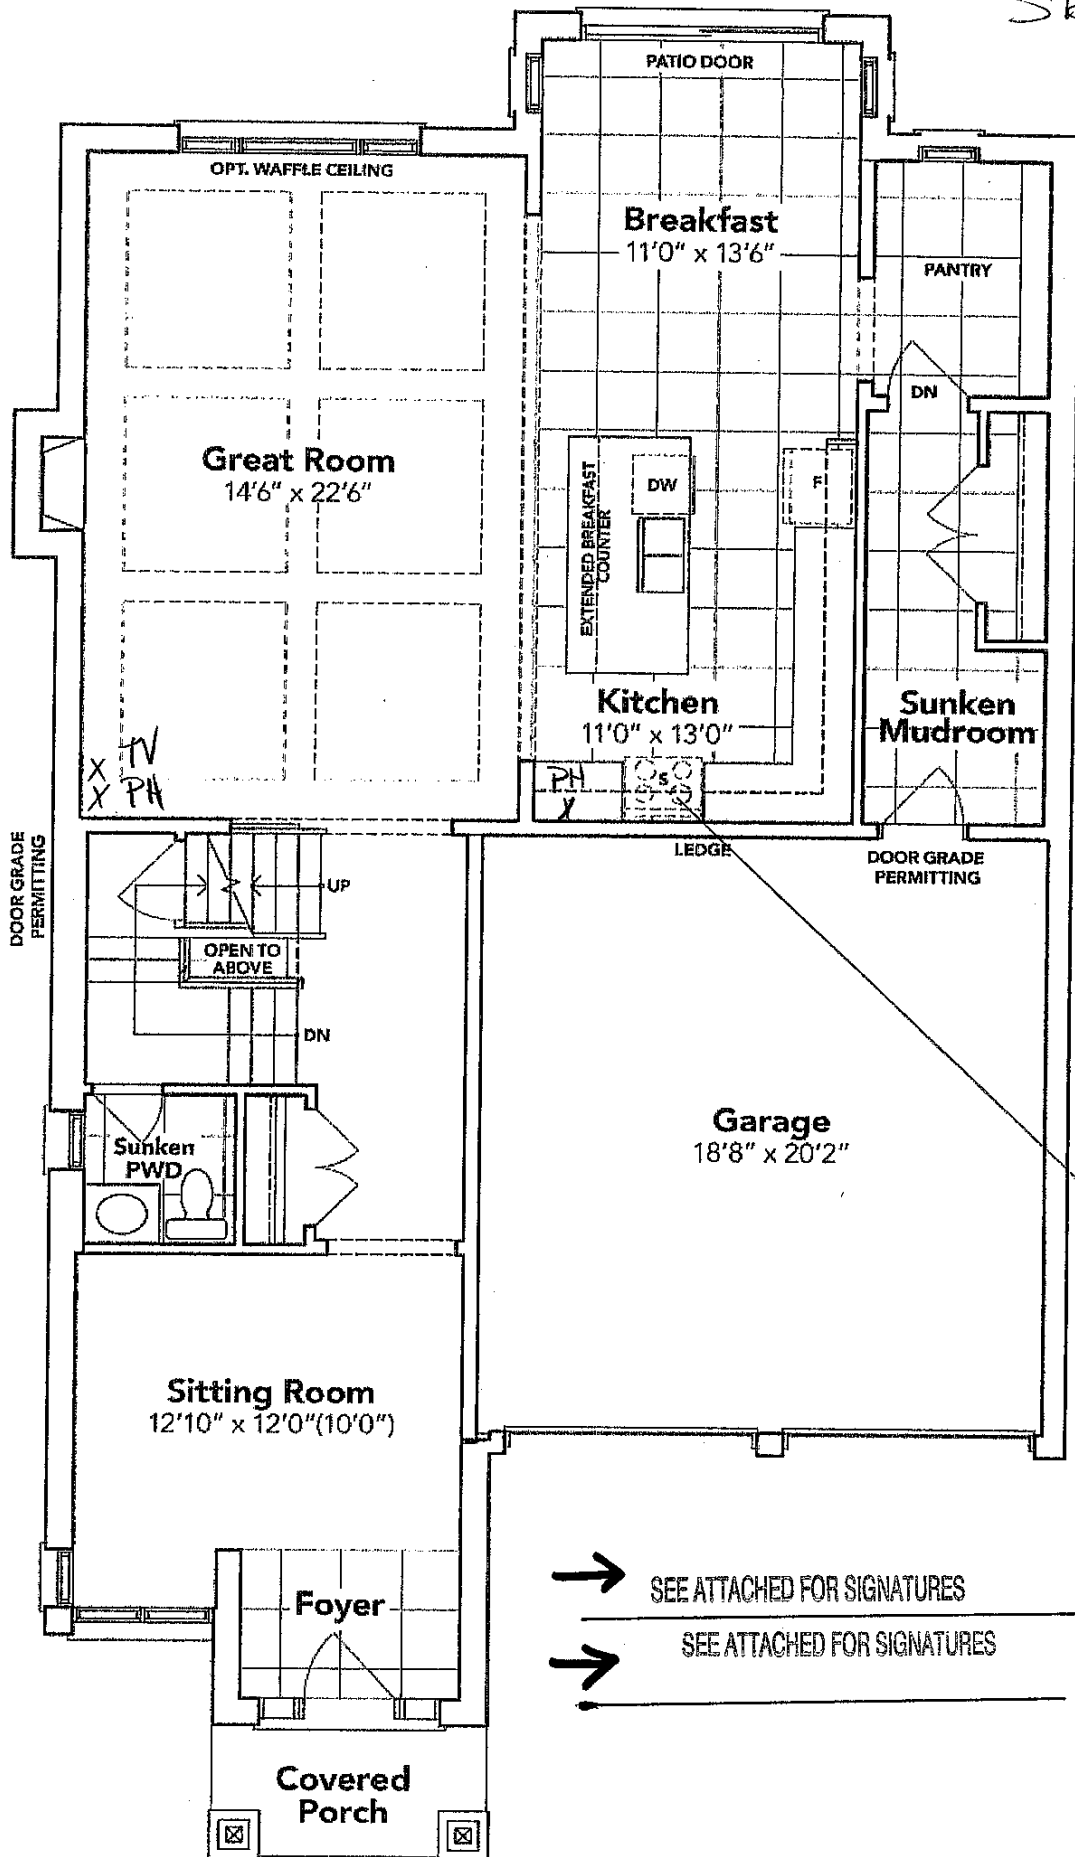 PATIO DOOR
OPT. WAFFLE CEILING
Breakfast
11'0" x 13'6"
PANTRY
DN
Great Room
14'6" x 22'6"
EXTENDED BREAKFAST
COUNTER
DW
F
Kitchen
11'0" x 13'0"
Sunken
Mudroom
X TV
X PH
PH
X
S
LEDGE
DOOR GRADE
PERMITTING
DOOR GRADE
PERMITTING
UP
OPEN TO
ABOVE
DN
Sunken
PWD
Garage
18'8" x 20'2"
Sitting Room
12'10" x 12'0"(10'0")
Foyer
SEE ATTACHED FOR SIGNATURES
SEE ATTACHED FOR SIGNATURES
Covered
Porch